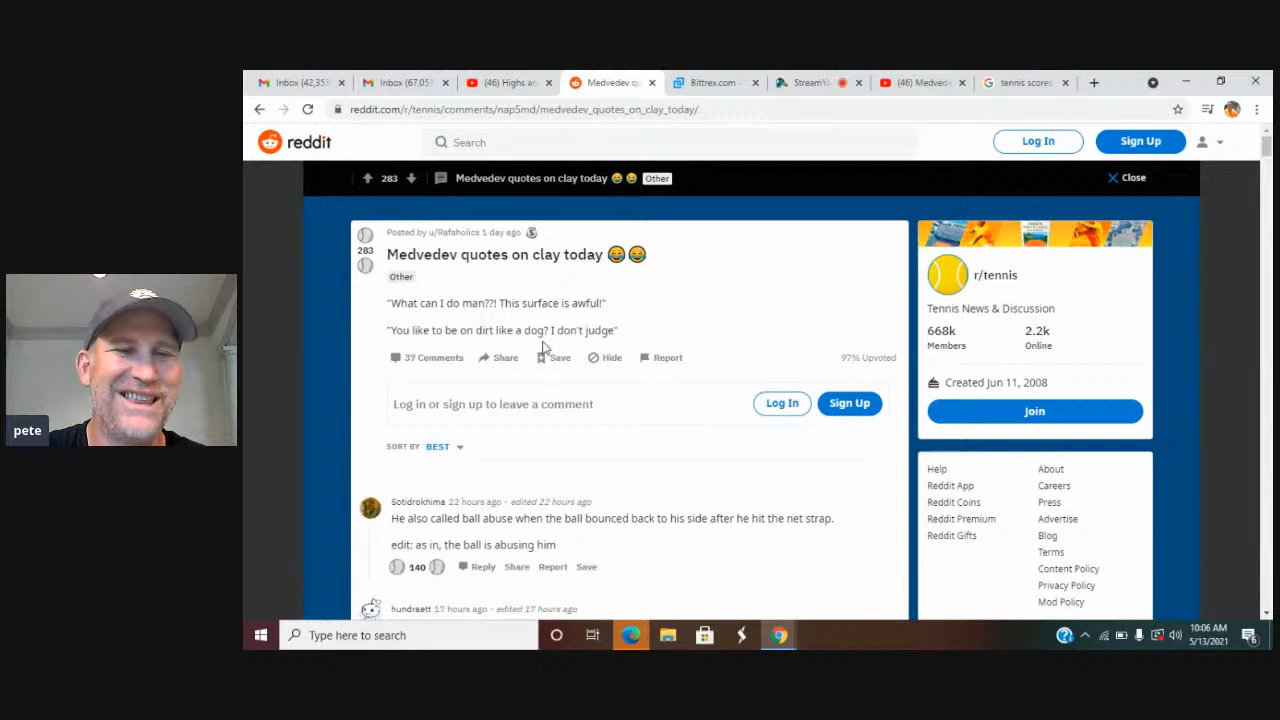 Inbox (42,353
Inbox (67,051
(46) Highs an
Medvedev qu
Bittrex.com -
StreamYa
(46) Medved
tennis scores
reddit.com/r/tennis/comments/nap5md/medvedev_quotes_on_clay_today/
reddit
Search
Log In
Sign Up
283
Medvedev quotes on clay today 😂 😂
Other
Close
Posted by u/Rafaholics 1 day ago
283
Medvedev quotes on clay today 😂😂
Other
"What can I do man??! This surface is awful!"
"You like to be on dirt like a dog? I don't judge"
37 Comments
Share
Save
Hide
Report
97% Upvoted
Log in or sign up to leave a comment
Log In
Sign Up
SORT BY BEST
Sotidrokhima 22 hours ago · edited 22 hours ago
He also called ball abuse when the ball bounced back to his side after he hit the net strap.
edit: as in, the ball is abusing him
140
Reply
Share
Report
Save
hundraett 17 hours ago · edited 17 hours ago
r/tennis
Tennis News & Discussion
668k
2.2k
Members
Online
Created Jun 11, 2008
Join
Help
About
Reddit App
Careers
Reddit Coins
Press
Reddit Premium
Advertise
Reddit Gifts
Blog
Terms
Content Policy
Privacy Policy
Mod Policy
pete
Type here to search
10:06 AM
5/13/2021
6